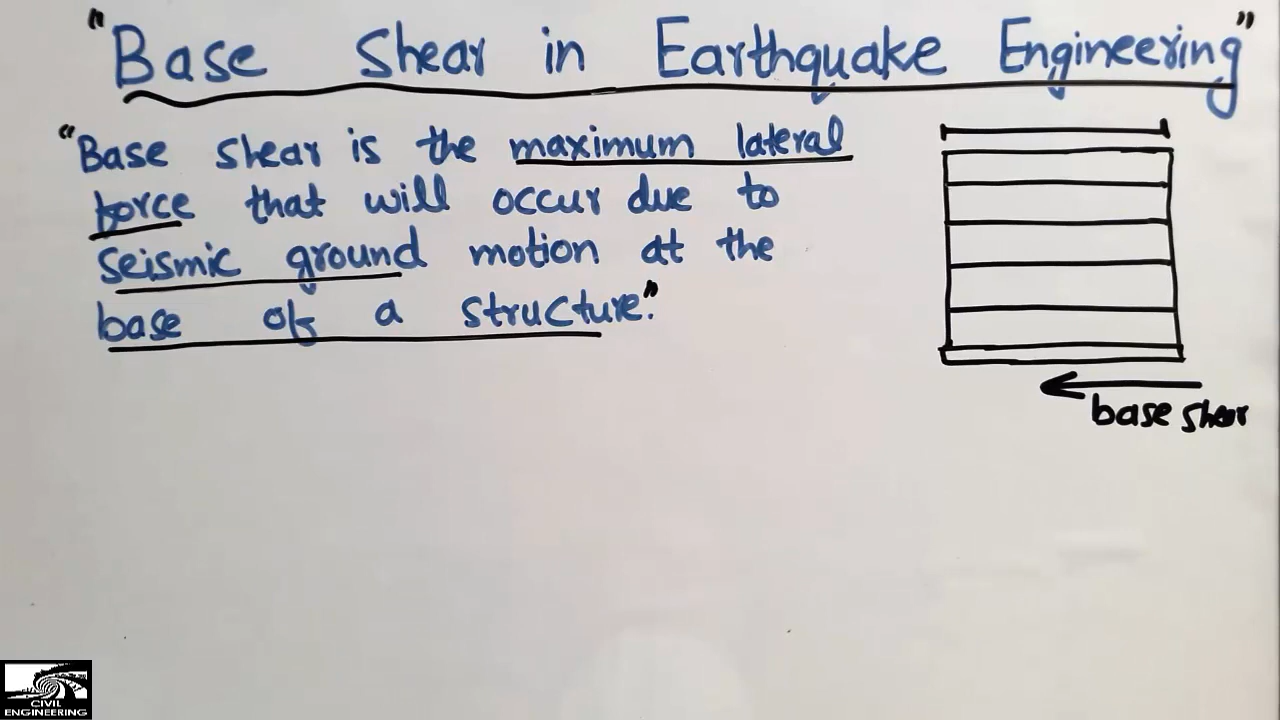 "Base Shear in Earthquake Engineering"
"Base shear is the maximum lateral
force that will occur due to
seismic ground motion at the
base of a structure."
base shear
CIVIL
ENGINEERING